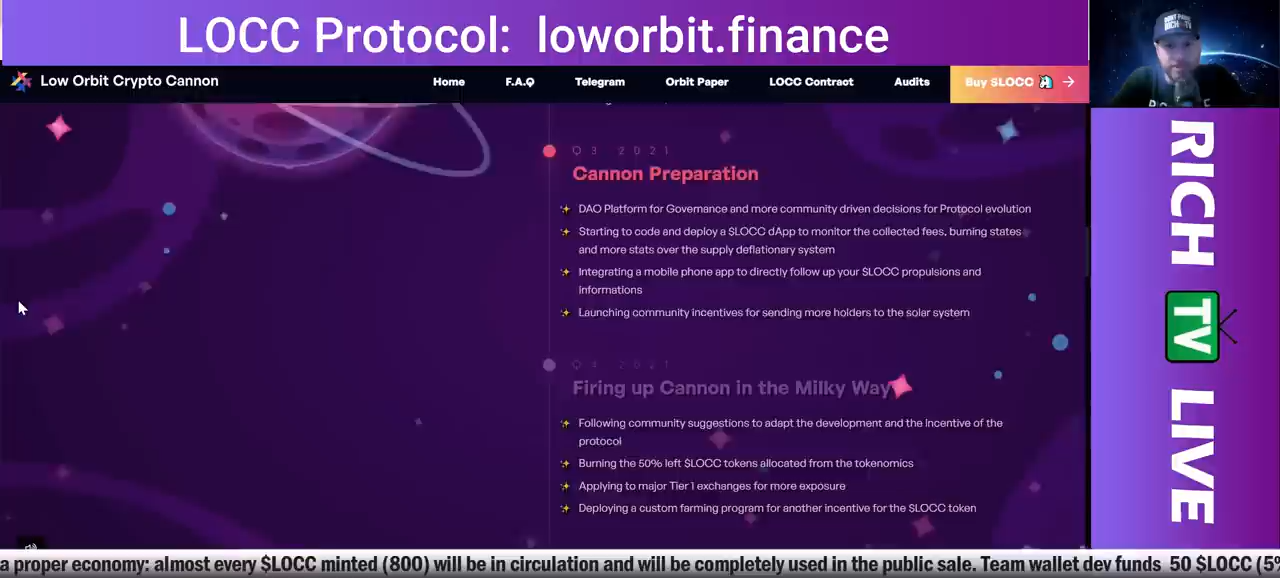 LOCC Protocol: loworbit.finance
Low Orbit Crypto Cannon
Home F.A.Q Telegram Orbit Paper LOCC Contract Audits Buy $LOCC
Q3 2021
Cannon Preparation
DAO Platform for Governance and more community driven decisions for Protocol evolution
Starting to code and deploy a $LOCC dApp to monitor the collected fees, burning states
and more stats over the supply deflationary system
Integrating a mobile phone app to directly follow up your $LOCC propulsions and
informations
Launching community incentives for sending more holders to the solar system
Q4 2021
Firing up Cannon in the Milky Way
Following community suggestions to adapt the development and the incentive of the
protocol
Burning the 50% left $LOCC tokens allocated from the tokenomics
Applying to major Tier 1 exchanges for more exposure
Deploying a custom farming program for another incentive for the $LOCC token
RICH TV LIVE
a proper economy: almost every $LOCC minted (800) will be in circulation and will be completely used in the public sale. Team wallet dev funds 50 $LOCC (5%